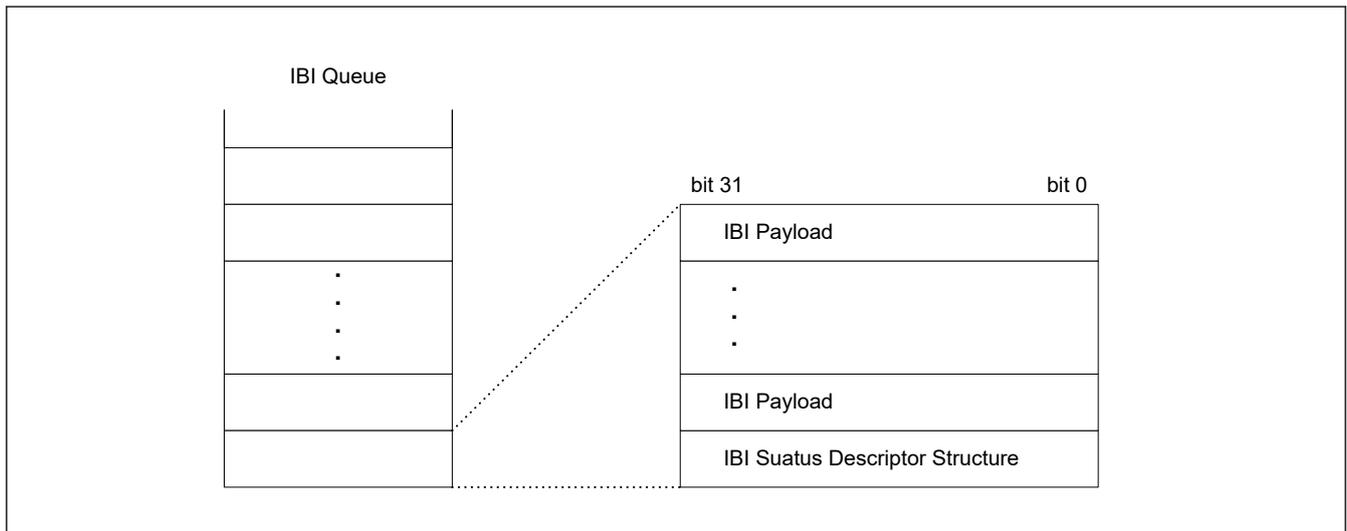 IBI Queue
bit 31 bit 0
IBI Payload
IBI Payload
IBI Suatus Descriptor Structure